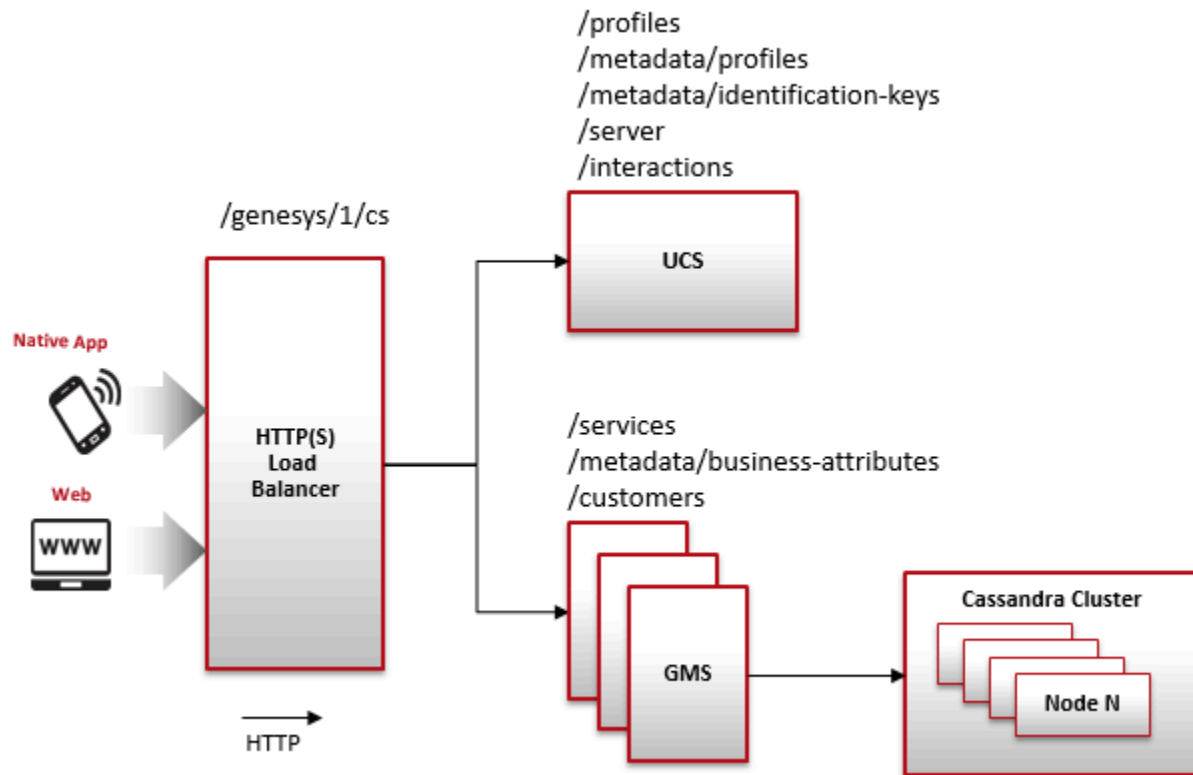 /profiles
/metadata/profiles
/metadata/identification-keys
/server
/interactions
/genesys/1/cs
UCS
Native App
HTTP(S)
Load
Balancer
Web
WWW
/services
/metadata/business-attributes
/customers
GMS
Cassandra Cluster
Node N
HTTP